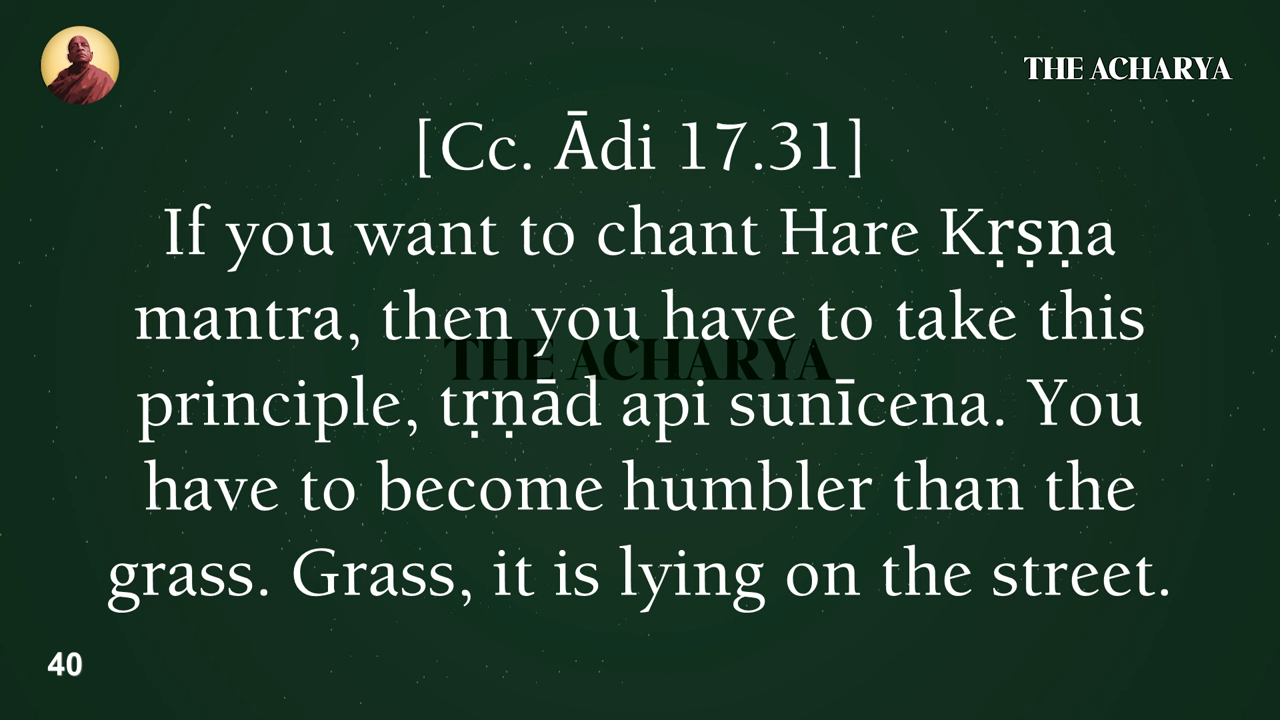 THE ACHARYA
[Cc. Ādi 17.31]
If you want to chant Hare Kṛṣṇa
mantra, then you have to take this
THE ACHARYA
principle, tṛṇād api sunīcena. You
have to become humbler than the
grass. Grass, it is lying on the street.
40